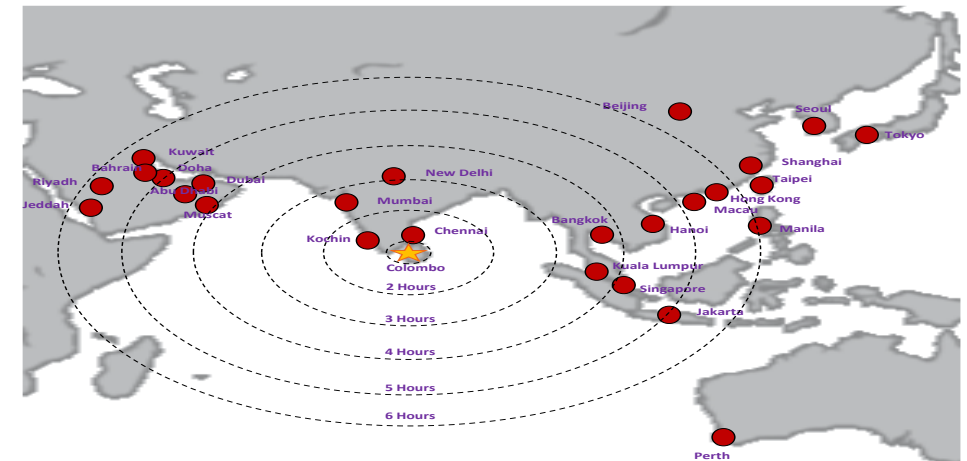 Beijing
Seoul
Tokyo
Kuwait
Shanghai
Bahrain
Doha
New Delhi
Riyadh
Dubai
Taipei
Abu Dhabi
Hong Kong
Jeddah
Mumbai
Macau
Muscat
Bangkok
Hanoi
Manila
Kochin
Chennai
Colombo
Kuala Lumpur
2 Hours
Singapore
3 Hours
Jakarta
4 Hours
5 Hours
6 Hours
Perth